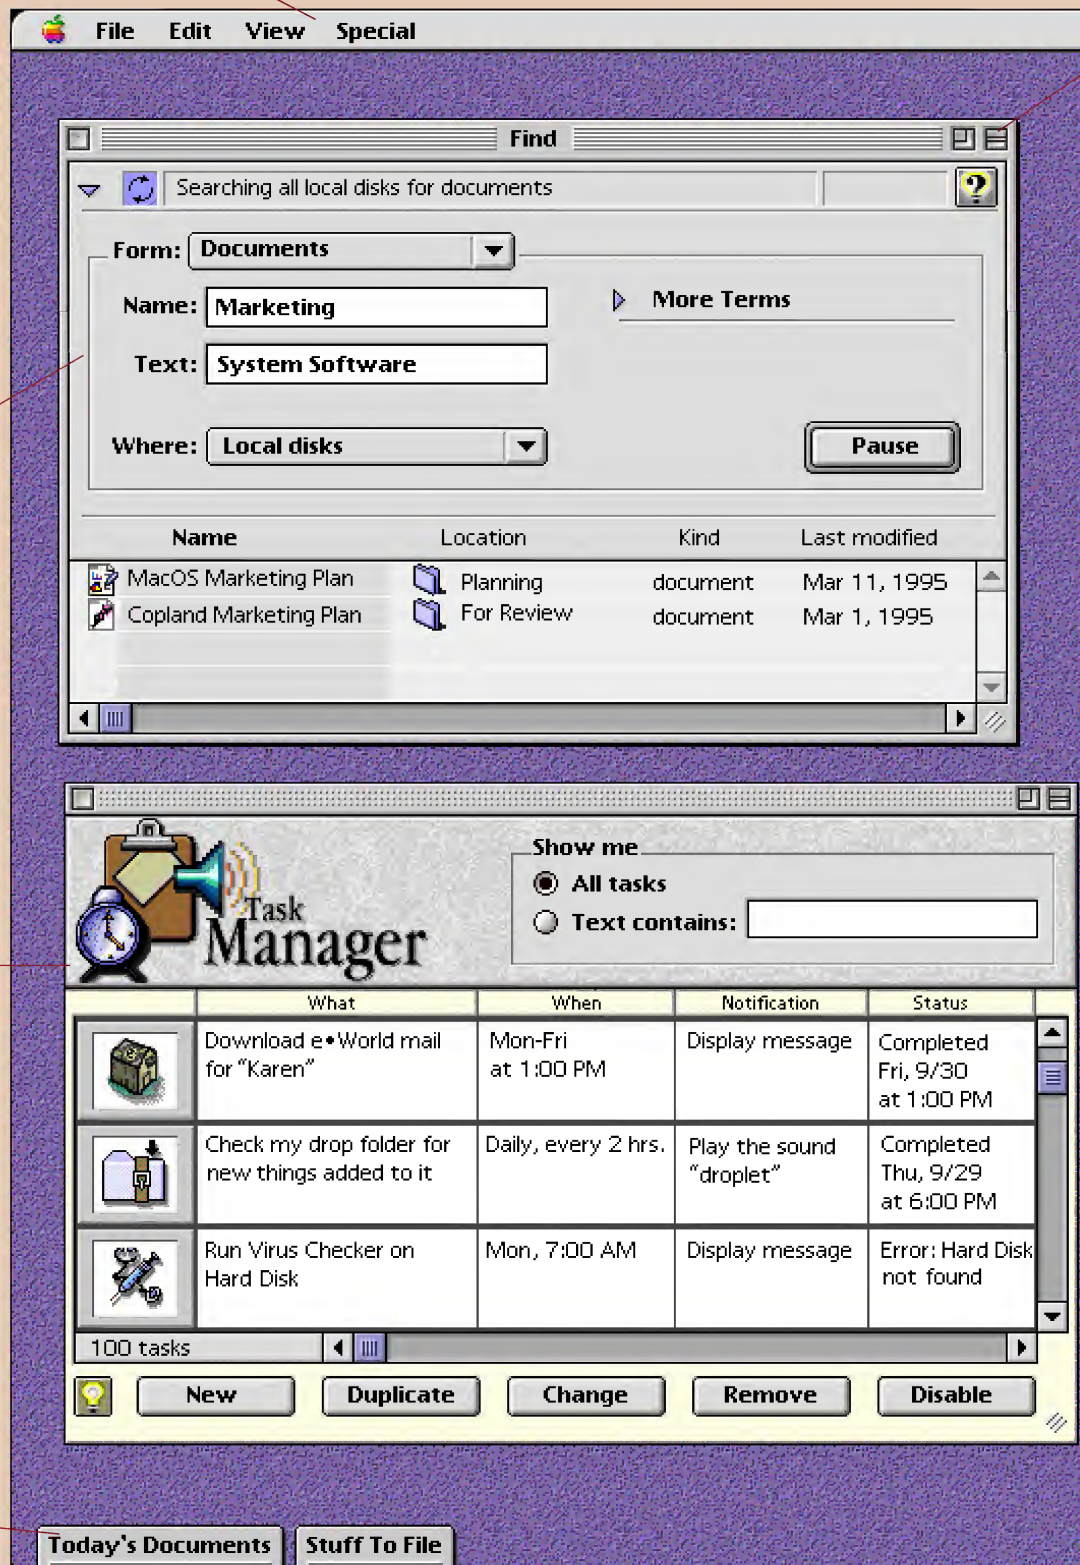 File Edit View Special
Find
Searching all local disks for documents
Form: Documents
Name: Marketing
More Terms
Text: System Software
Where: Local disks
Pause
Name Location Kind Last modified
MacOS Marketing Plan Planning document Mar 11, 1995
Copland Marketing Plan For Review document Mar 1, 1995
Task
Manager
Show me
All tasks
Text contains:
What When Notification Status
Download e•World mail
for “Karen”
Mon-Fri
at 1:00 PM
Display message
Completed
Fri, 9/30
at 1:00 PM
Check my drop folder for
new things added to it
Daily, every 2 hrs.
Play the sound
“droplet”
Completed
Thu, 9/29
at 6:00 PM
Run Virus Checker on
Hard Disk
Mon, 7:00 AM
Display message
Error: Hard Disk
not found
100 tasks
New Duplicate Change Remove Disable
Today's Documents Stuff To File